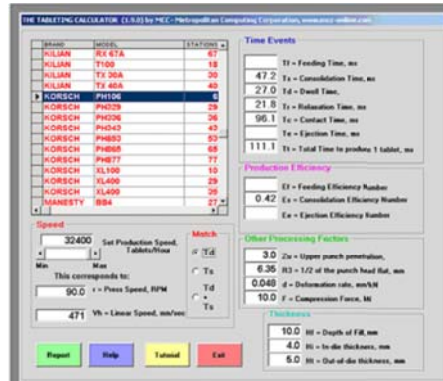 THE TABLETING CALCULATOR (1.9.0) by MCC - Metropolitan Computing Corporation, www.mcc-online.com
BRAND MODEL STATIONS
KILIAN RX 67A 67
KILIAN T100 18
KILIAN TX 30A 30
KILIAN TX 40A 40
KORSCH PH106 6
KORSCH PH329 29
KORSCH PH336 36
KORSCH PH343 43
KORSCH PH853 53
KORSCH PH865 65
KORSCH PH877 77
KORSCH XL100 10
KORSCH XL400 29
KORSCH XL400 35
MANESTY BB4 27
Speed
32400 Set Production Speed, Tablets/Hour
Min Max
This corresponds to:
90.0 r = Press Speed, RPM
471 Vh = Linear Speed, mm/sec
Match
Td
Ts
Td
+
Ts
Report
Help
Tutorial
Exit
Time Events
Tf = Feeding Time, ms
47.2 Ts = Consolidation Time, ms
27.0 Td = Dwell Time,
21.8 Tr = Relaxation Time, ms
96.1 Tc = Contact Time, ms
Te = Ejection Time, ms
111.1 Tt = Total Time to produce 1 tablet, ms
Production Efficiency
Ef = Feeding Efficiency Number
0.42 Es = Consolidation Efficiency Number
Ee = Ejection Efficiency Number
Other Processing Factors
3.0 Zu = Upper punch penetration,
6.35 R3 = 1/2 of the punch head flat, mm
0.048 d = Deformation rate, mm/kN
10.0 F = Compression Force, kN
Thickness
10.0 Hf = Depth of Fill, mm
4.0 Hi = In-die thickness, mm
5.0 Ht = Out-of-die thickness, mm